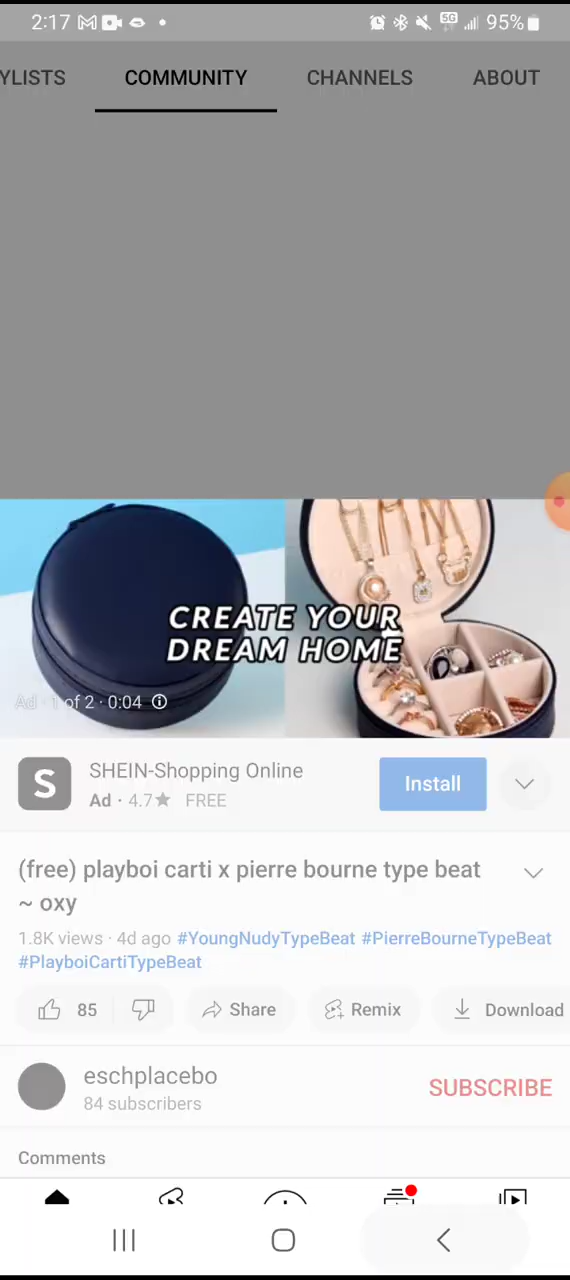 2:17 5G 95%
YLISTS COMMUNITY CHANNELS ABOUT
CREATE YOUR
DREAM HOME
Ad · 1 of 2 · 0:04
S
SHEIN-Shopping Online
Ad · 4.7★ FREE
Install
(free) playboi carti x pierre bourne type beat
~ oxy
1.8K views · 4d ago #YoungNudyTypeBeat #PierreBourneTypeBeat
#PlayboiCartiTypeBeat
85 Share Remix Download
eschplacebo
84 subscribers
SUBSCRIBE
Comments